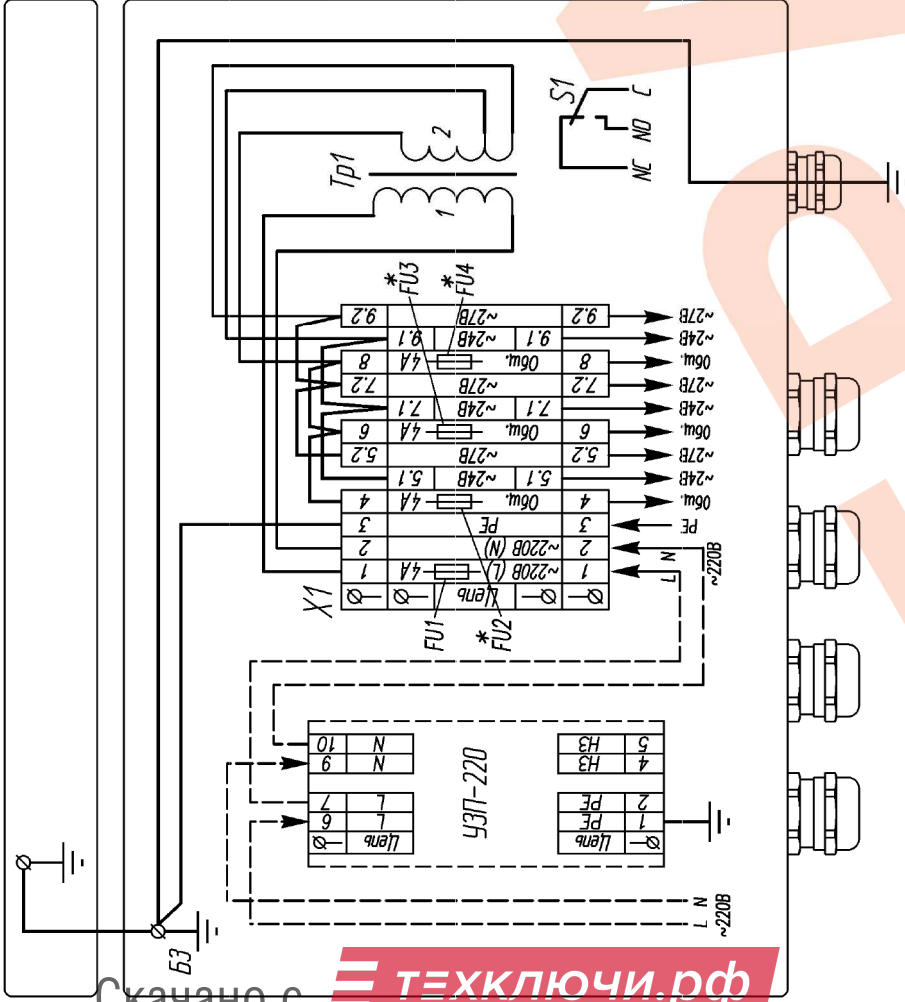 Тр1
1
2
S1
NC
NO
C
*
FU3
*
FU4
X1
9.2 ~27В 9.2
9.1 ~24В 9.1
8 4А Общ. 8
7.2 ~27В 7.2
7.1 ~24В 7.1
6 4А Общ. 6
5.2 ~27В 5.2
5.1 ~24В 5.1
4 4А Общ. 4
3 PE 3
2 ~220В (N) 2
1 4А ~220В (L) 1
Цепь
FU1
*
FU2
~27В
~24В
Общ.
~27В
~24В
Общ.
~27В
~24В
Общ.
PE
N
L
~220В
УЗП-220
10 N
9 N
7 L
6 L
Цепь
НЗ 5
НЗ 4
PE 2
PE 1
Цепь
N
L
~220В
БЗ
Скачано с
ТЕХКЛЮЧИ.рф